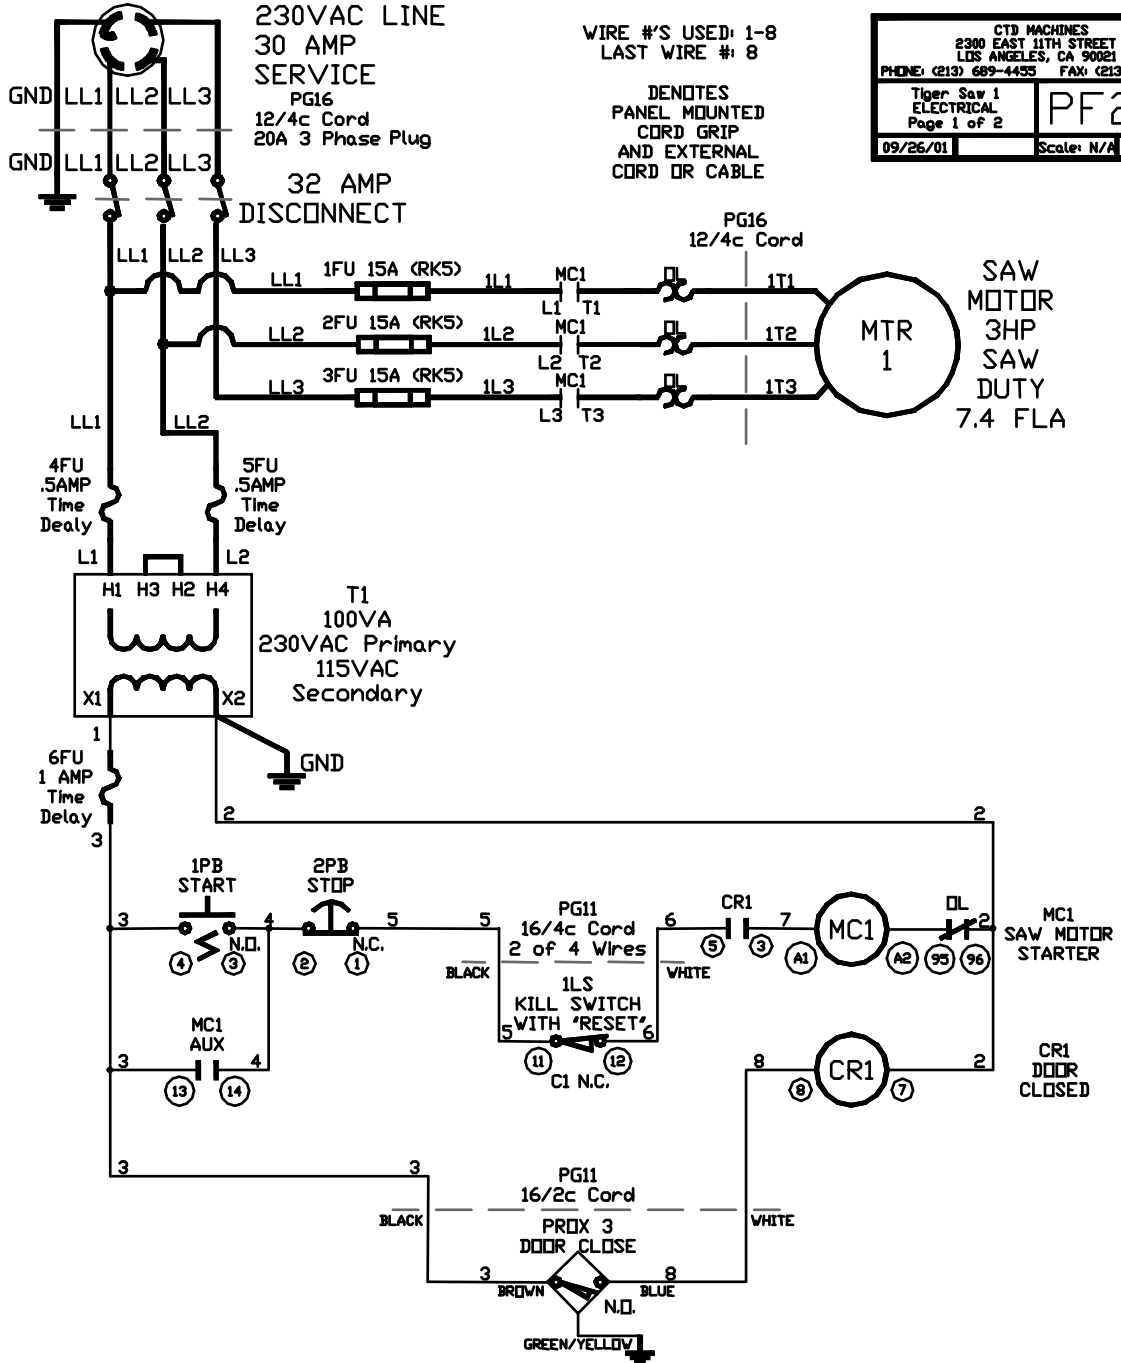 230VAC LINE
30 AMP
SERVICE
PG16
12/4c Cord
20A 3 Phase Plug
WIRE #'S USED: 1-8
LAST WIRE #: 8
DENOTES
PANEL MOUNTED
CORD GRIP
AND EXTERNAL
CORD OR CABLE
CTD MACHINES
2300 EAST 11TH STREET
LOS ANGELES, CA 90021
PHONE: (213) 689-4455 FAX: (213
Tiger Saw 1
ELECTRICAL
Page 1 of 2
PF2
09/26/01
Scale: N/A
GND LL1 LL2 LL3
GND LL1 LL2 LL3
32 AMP
DISCONNECT
LL1 LL2 LL3
PG16
12/4c Cord
LL1 1FU 15A (RK5) 1L1 MC1 OL 1T1
L1 T1
LL2 2FU 15A (RK5) 1L2 MC1 OL 1T2
L2 T2
LL3 3FU 15A (RK5) 1L3 MC1 OL 1T3
L3 T3
MTR
1
SAW
MOTOR
3HP
SAW
DUTY
7.4 FLA
LL1 LL2
4FU
.5AMP
Time
Dealy
5FU
.5AMP
Time
Delay
L1 L2
H1 H3 H2 H4
T1
100VA
230VAC Primary
115VAC
Secondary
X1 X2
1
GND
6FU
1 AMP
Time
Delay
2 2
3
1PB
START
2PB
STOP
3 4 5 5
N.O. N.C.
4 3 2 1
PG11
16/4c Cord
2 of 4 Wires
BLACK WHITE
6 CR1 7 MC1 OL 2
5 3 A1 A2 95 96
MC1
SAW MOTOR
STARTER
1LS
KILL SWITCH
WITH "RESET"
5 6
11 12
C1 N.C.
MC1
AUX
3 4
13 14
8 CR1 2
8 7
CR1
DOOR
CLOSED
3 3
PG11
16/2c Cord
BLACK WHITE
PROX 3
DOOR CLOSE
3 8
BROWN BLUE
N.O.
GREEN/YELLOW